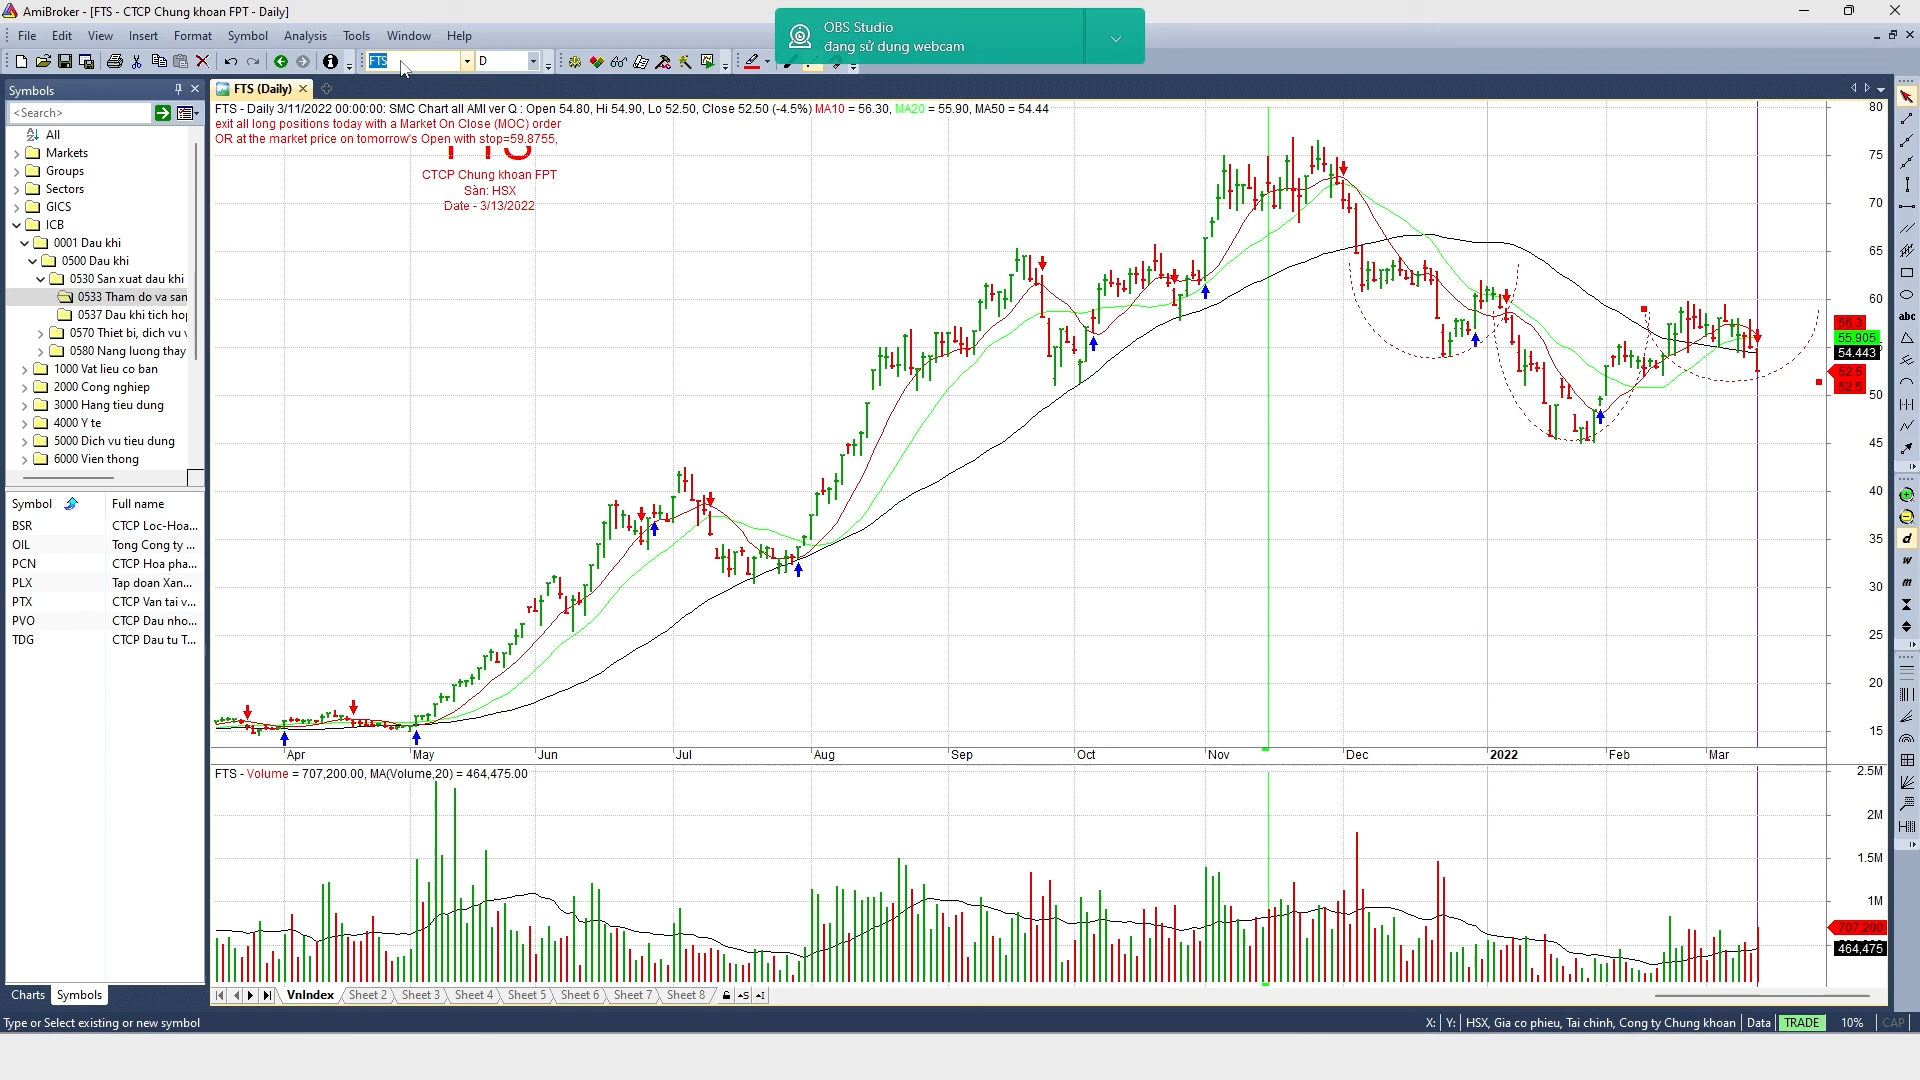 AmiBroker - [FTS - CTCP Chung khoan FPT - Daily]
OBS Studio
đang sử dụng webcam
File Edit View Insert Format Symbol Analysis Tools Window Help
FTS D
Symbols
FTS (Daily)
<Search>
FTS - Daily 3/11/2022 00:00:00: SMC Chart all AMI ver Q : Open 54.80, Hi 54.90, Lo 52.50, Close 52.50 (-4.5%) MA10 = 56.30, MA20 = 55.90, MA50 = 54.44
exit all long positions today with a Market On Close (MOC) order
OR at the market price on tomorrow's Open with stop=59.8755,
FTS
CTCP Chung khoan FPT
Sàn: HSX
Date - 3/13/2022
All
Markets
Groups
Sectors
GICS
ICB
0001 Dau khi
0500 Dau khi
0530 San xuat dau khi
0533 Tham do va san
0537 Dau khi tich hop
0570 Thiet bi, dich vu v
0580 Nang luong thay
1000 Vat lieu co ban
2000 Cong nghiep
3000 Hang tieu dung
4000 Y te
5000 Dich vu tieu dung
6000 Vien thong
Symbol Full name
BSR CTCP Loc-Hoa...
OIL Tong Cong ty ...
PCN CTCP Hoa pha...
PLX Tap doan Xan...
PTX CTCP Van tai v...
PVO CTCP Dau nho...
TDG CTCP Dau tu T...
80
75
70
65
60
56.3
55.905
54.443
52.5
52.5
50
45
40
35
30
25
20
15
Apr May Jun Jul Aug Sep Oct Nov Dec 2022 Feb Mar
FTS - Volume = 707,200.00, MA(Volume,20) = 464,475.00
2.5M
2M
1.5M
1M
707,200
464,475
abc
d
w
m
Charts Symbols
VnIndex Sheet 2 Sheet 3 Sheet 4 Sheet 5 Sheet 6 Sheet 7 Sheet 8
Type or Select existing or new symbol
X: Y: HSX, Gia co phieu, Tai chinh, Cong ty Chung khoan Data TRADE 10% CAP